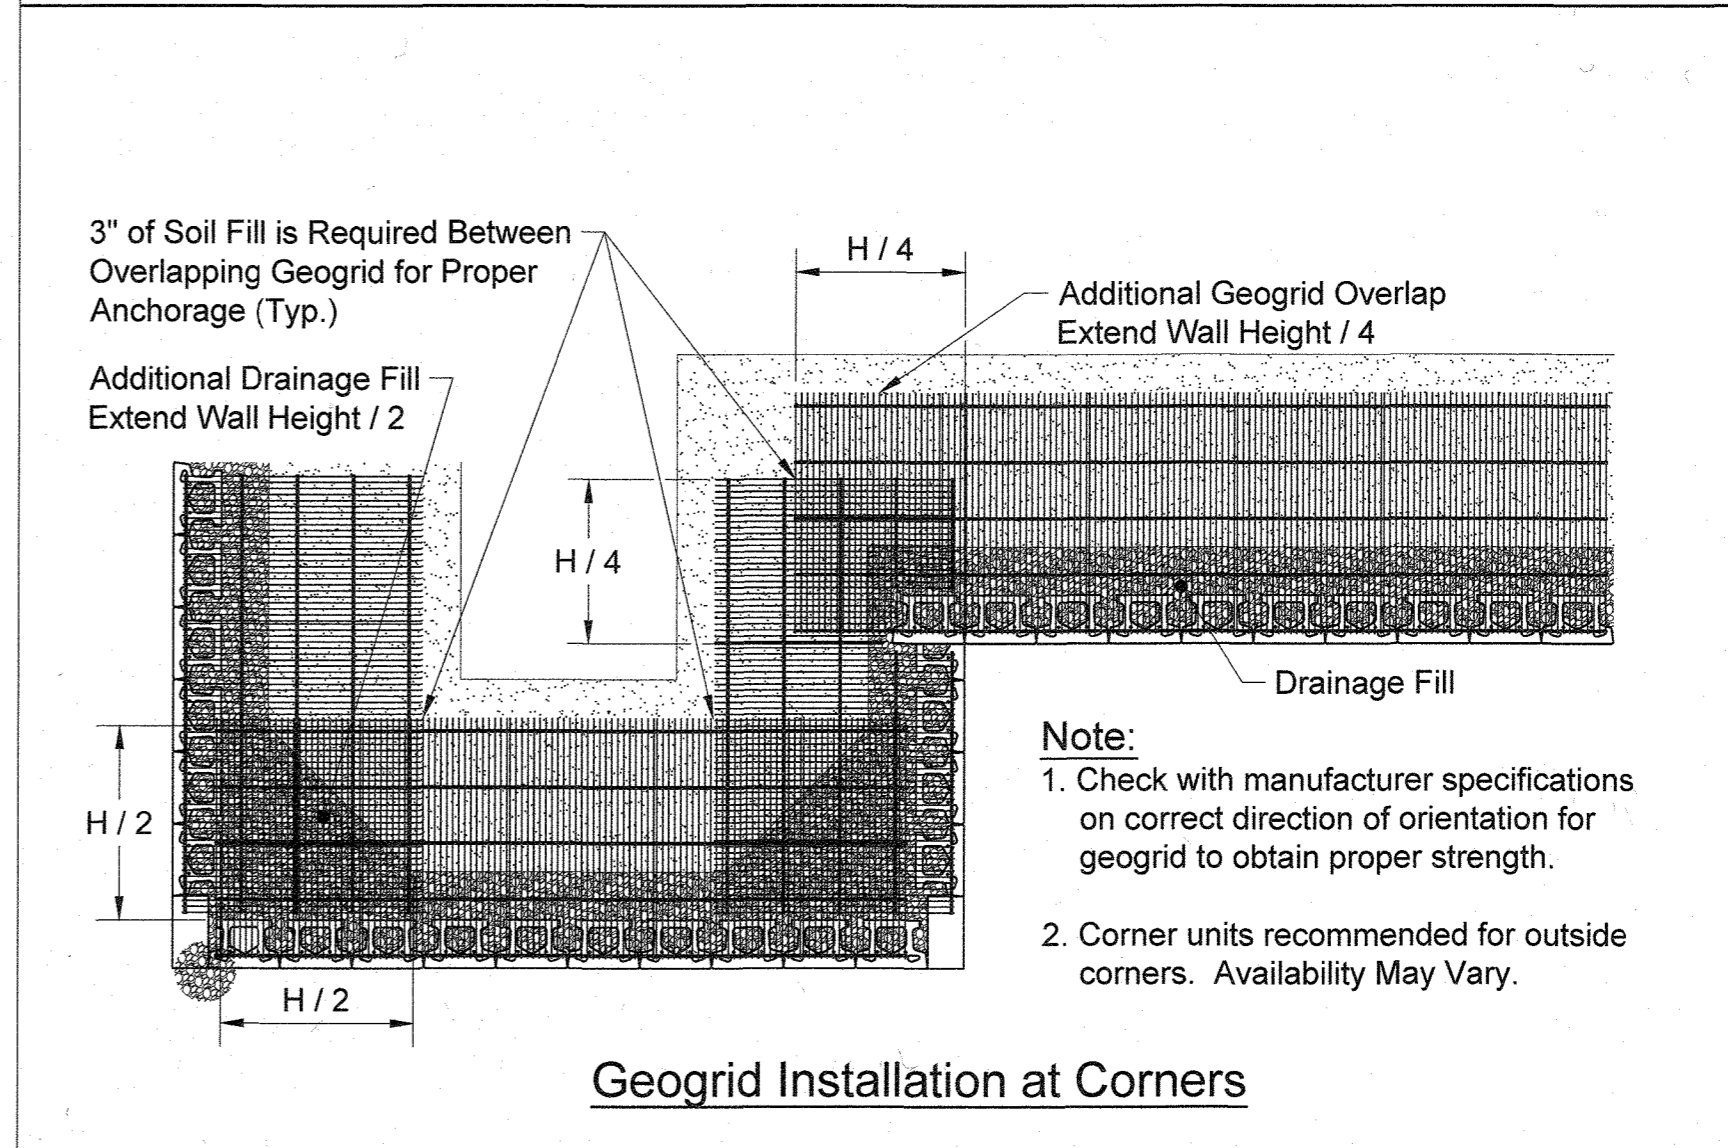 3" of Soil Fill is Required Between
Overlapping Geogrid for Proper
Anchorage (Typ.)
H / 4
Additional Geogrid Overlap
Extend Wall Height / 4
Additional Drainage Fill
Extend Wall Height / 2
H / 4
Drainage Fill
H / 2
Note:
1. Check with manufacturer specifications
on correct direction of orientation for
geogrid to obtain proper strength.
2. Corner units recommended for outside
corners. Availability May Vary.
H / 2
Geogrid Installation at Corners